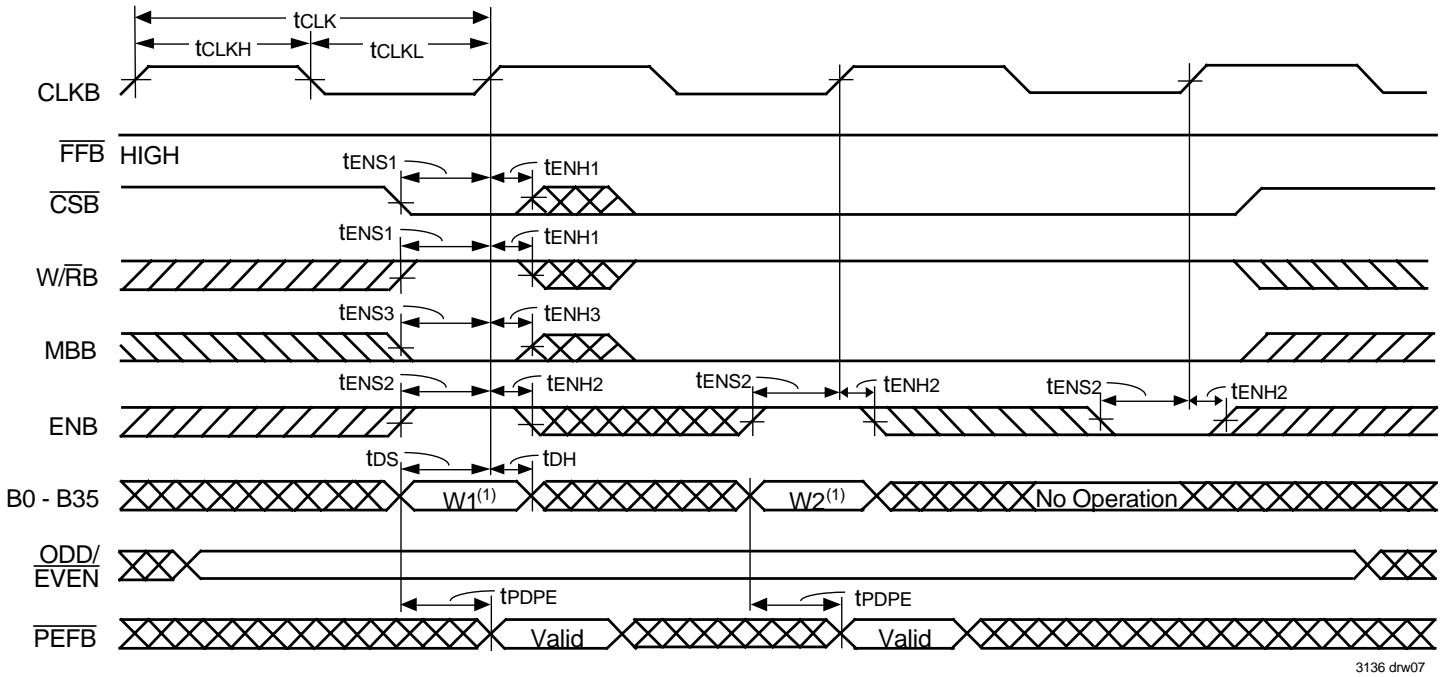 tCLK
tCLKH tCLKL
CLKB
FFB HIGH
tENS1 tENH1
CSB
tENS1 tENH1
W/RB
tENS3 tENH3
MBB
tENS2 tENH2 tENS2 tENH2 tENS2 tENH2
ENB
tDS tDH
B0 - B35 W1(1) W2(1) No Operation
ODD/
EVEN
tPDPE tPDPE
PEFB Valid Valid
3136 drw07